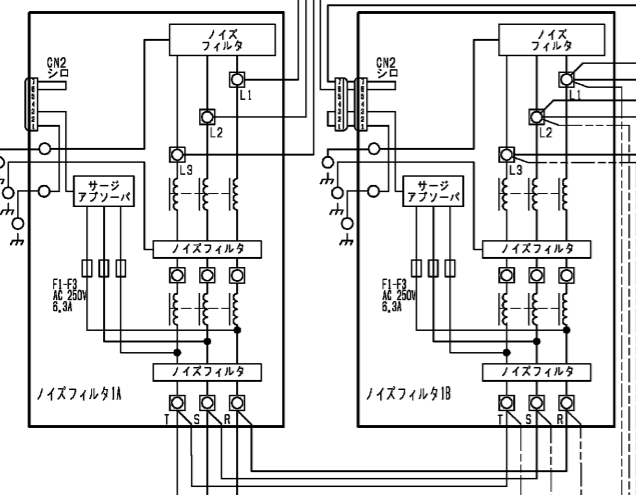 ノイズ
フィルタ
CN2
シロ
L1
L2
L3
サージ
アブソーバ
ノイズフィルタ
F1-F3
AC 250V
6.3A
ノイズフィルタ
ノイズフィルタ1A
T S R
ノイズ
フィルタ
CN2
シロ
L1
L2
L3
サージ
アブソーバ
ノイズフィルタ
F1-F3
AC 250V
6.3A
ノイズフィルタ
ノイズフィルタ1B
T S R